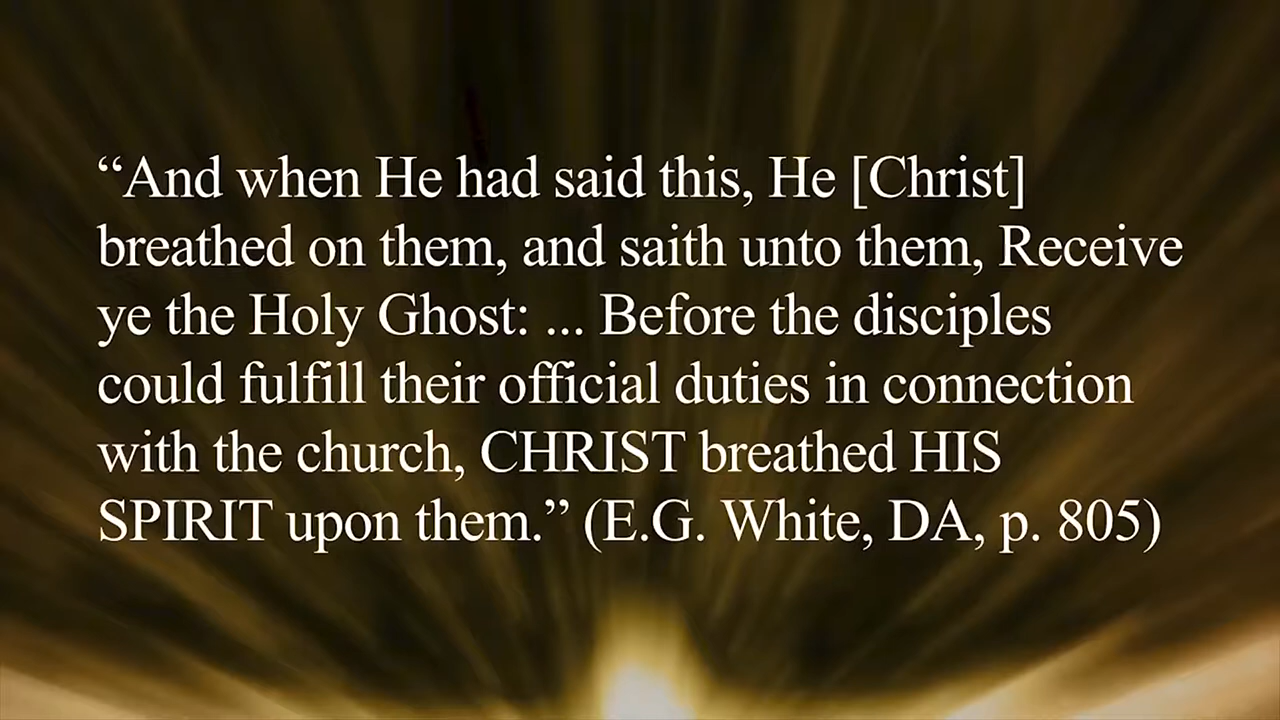 “And when He had said this, He [Christ]
breathed on them, and saith unto them, Receive
ye the Holy Ghost: ... Before the disciples
could fulfill their official duties in connection
with the church, CHRIST breathed HIS
SPIRIT upon them.” (E.G. White, DA, p. 805)